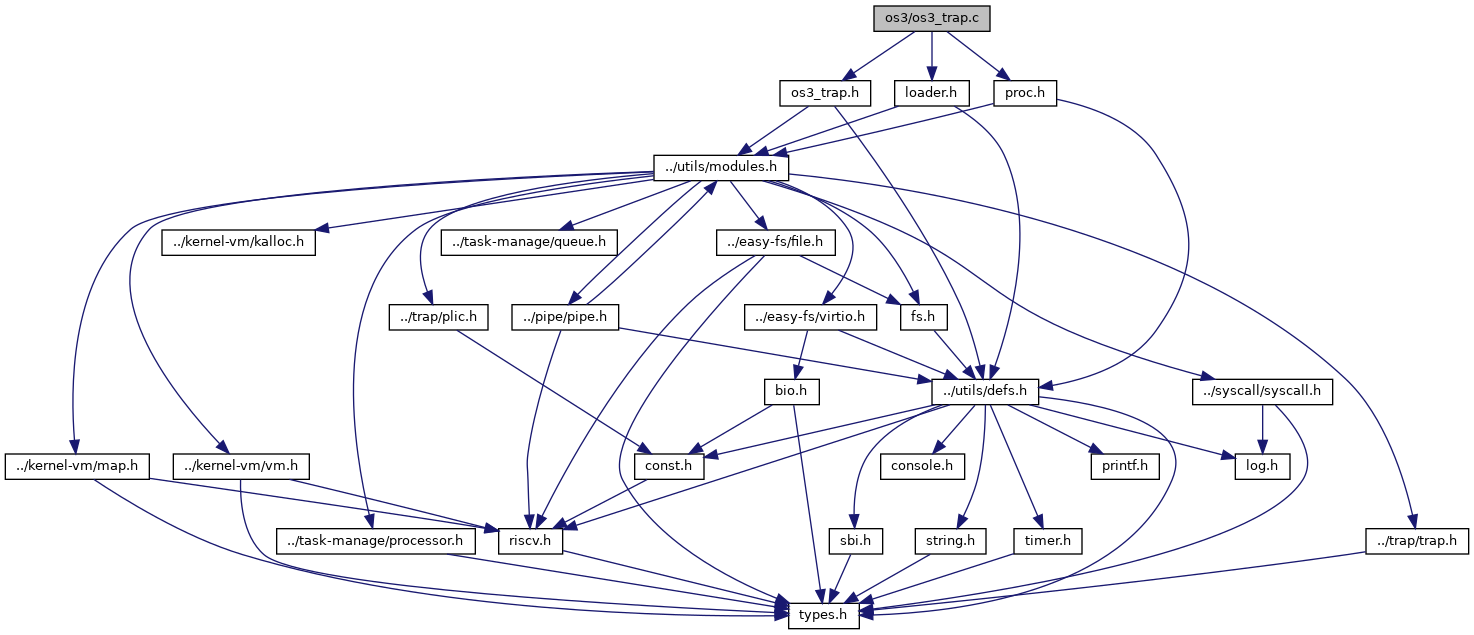 os3/os3_trap.c
os3_trap.h
loader.h
proc.h
../utils/modules.h
../kernel-vm/kalloc.h
../task-manage/queue.h
../easy-fs/file.h
../trap/plic.h
../pipe/pipe.h
../easy-fs/virtio.h
fs.h
bio.h
../utils/defs.h
../syscall/syscall.h
../kernel-vm/map.h
../kernel-vm/vm.h
const.h
console.h
printf.h
log.h
../task-manage/processor.h
riscv.h
sbi.h
string.h
timer.h
../trap/trap.h
types.h